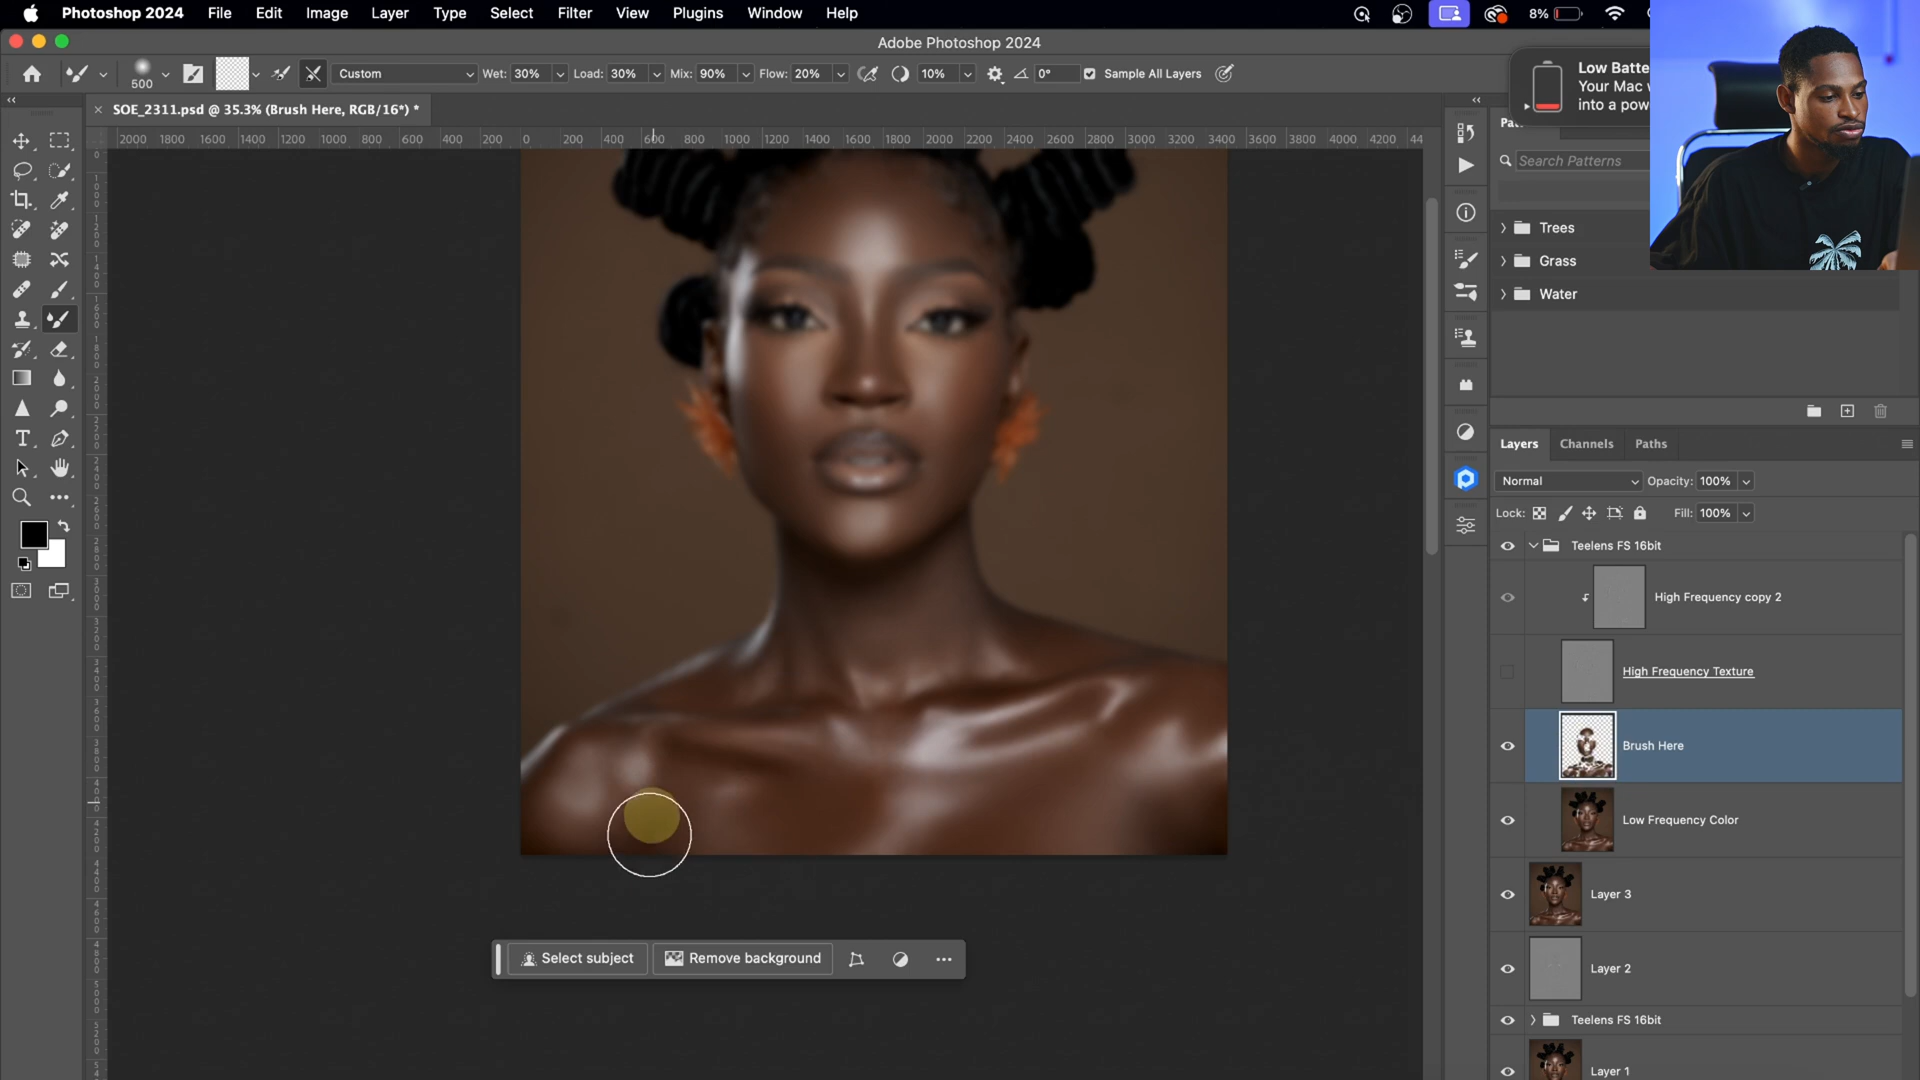 Photoshop 2024 File Edit Image Layer Type Select Filter View Plugins Window Help 8%
Adobe Photoshop 2024
500 Custom Wet: 30% Load: 30% Mix: 90% Flow: 20% 10% 0° Sample All Layers
Low Batte
Your Mac w
into a pow
SOE_2311.psd @ 35.3% (Brush Here, RGB/16*) *
2000 1800 1600 1400 1200 1000 800 600 400 200 0 200 400 600 800 1000 1200 1400 1600 1800 2000 2200 2400 2600 2800 3000 3200 3400 3600 3800 4000 4200 44
Search Patterns
Trees
Grass
Water
Layers Channels Paths
Normal Opacity: 100%
Lock: Fill: 100%
Teelens FS 16bit
High Frequency copy 2
High Frequency Texture
Brush Here
Low Frequency Color
Layer 3
Layer 2
Teelens FS 16bit
Layer 1
Select subject Remove background